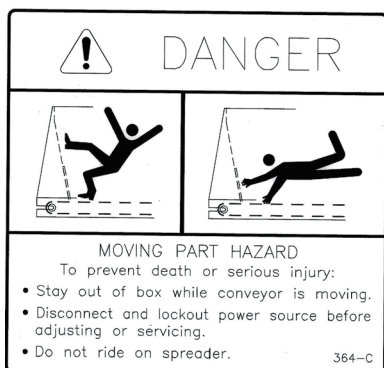 DANGER
MOVING PART HAZARD
To prevent death or serious injury:
• Stay out of box while conveyor is moving.
• Disconnect and lockout power source before
adjusting or servicing.
• Do not ride on spreader.
364-C